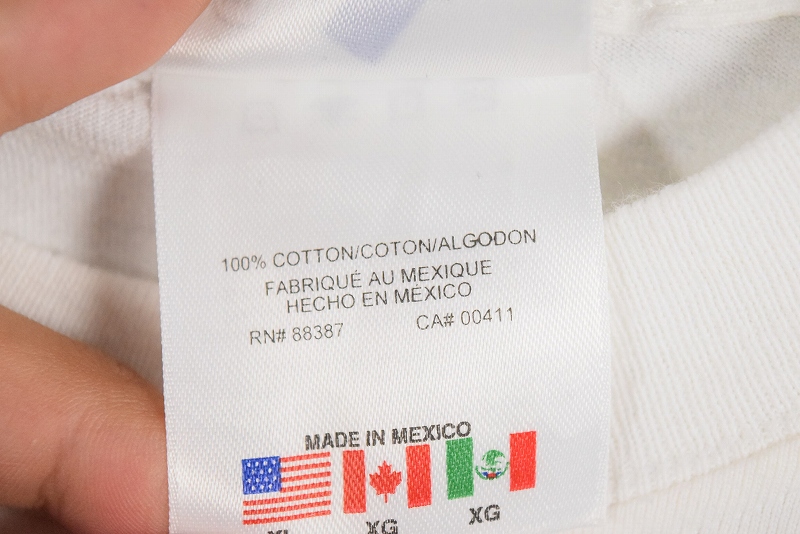 100% COTTON/COTON/ALGODON
FABRIQUÉ AU MEXIQUE
HECHO EN MÉXICO
RN# 88387 CA# 00411
MADE IN MEXICO
XL XG XG